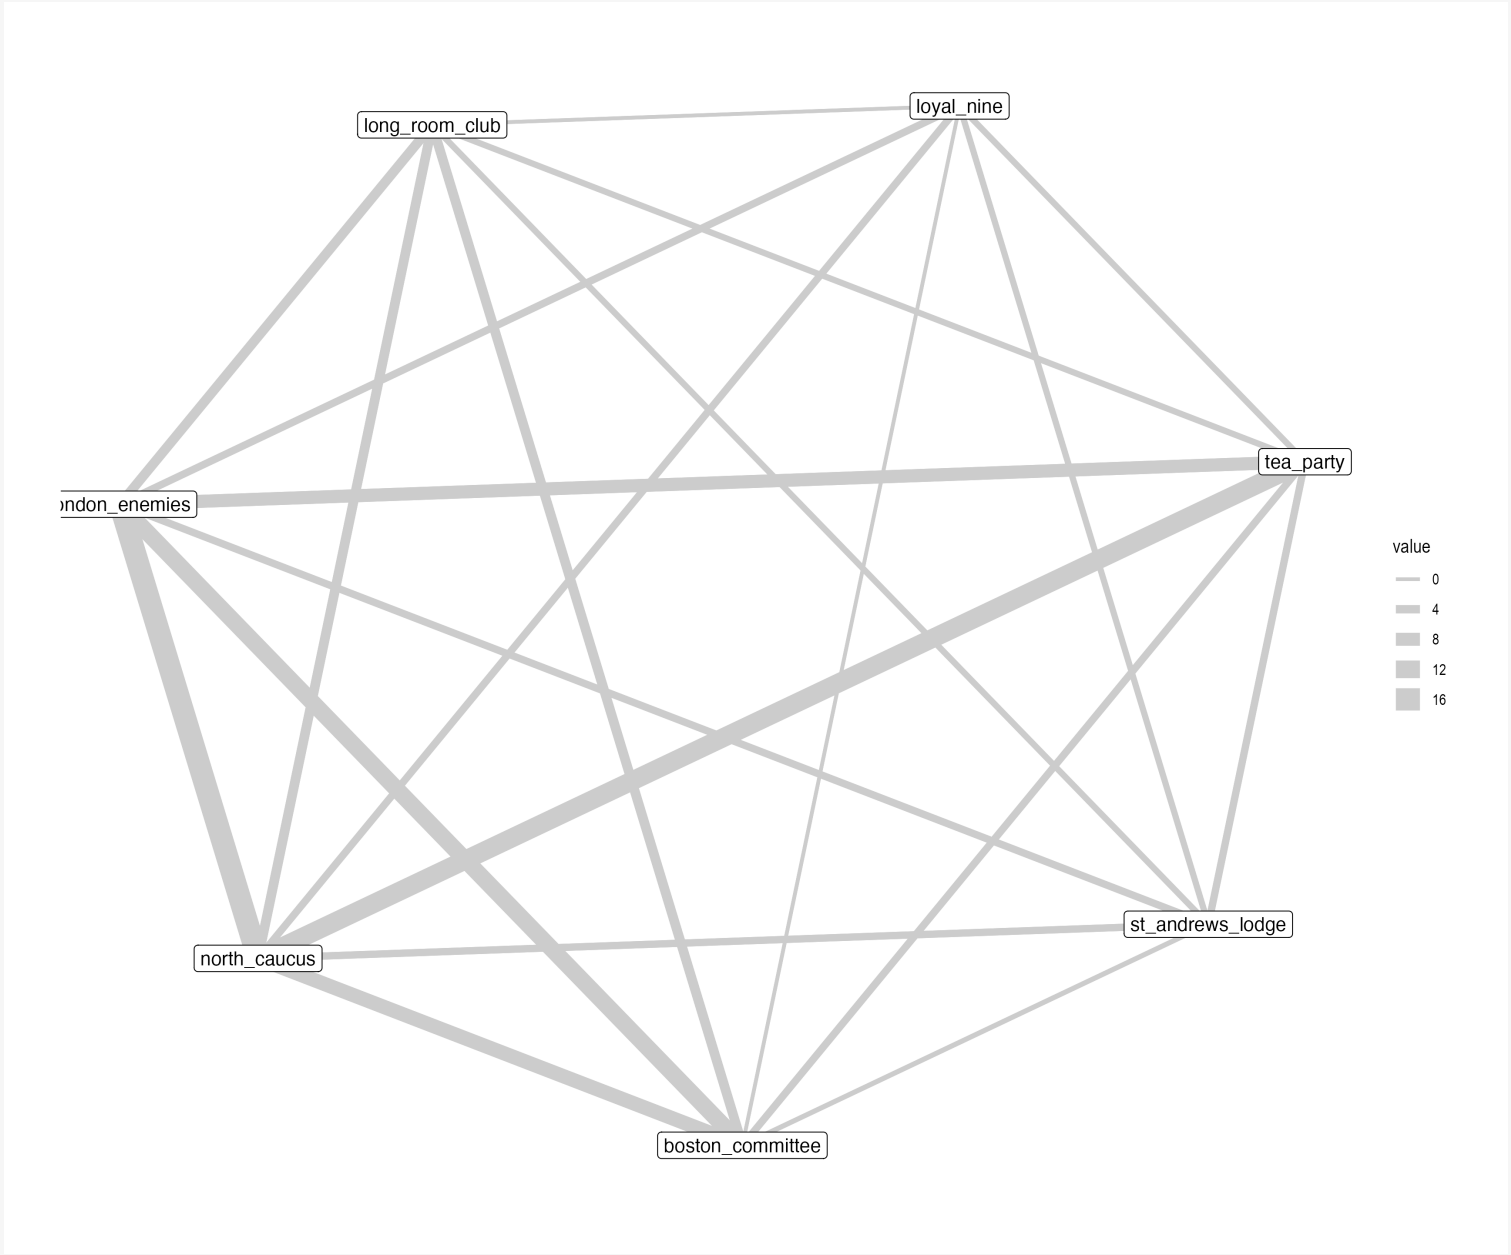 loyal_nine
long_room_club
tea_party
ondon_enemies
value
0
4
8
12
16
st_andrews_lodge
north_caucus
boston_committee